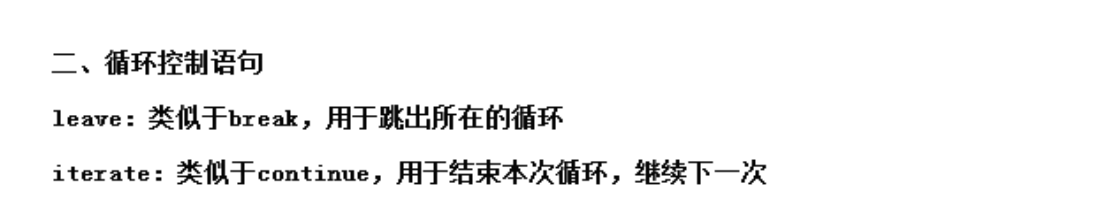 二、循环控制语句
leave：类似于break，用于跳出所在的循环
iterate：类似于continue，用于结束本次循环，继续下一次